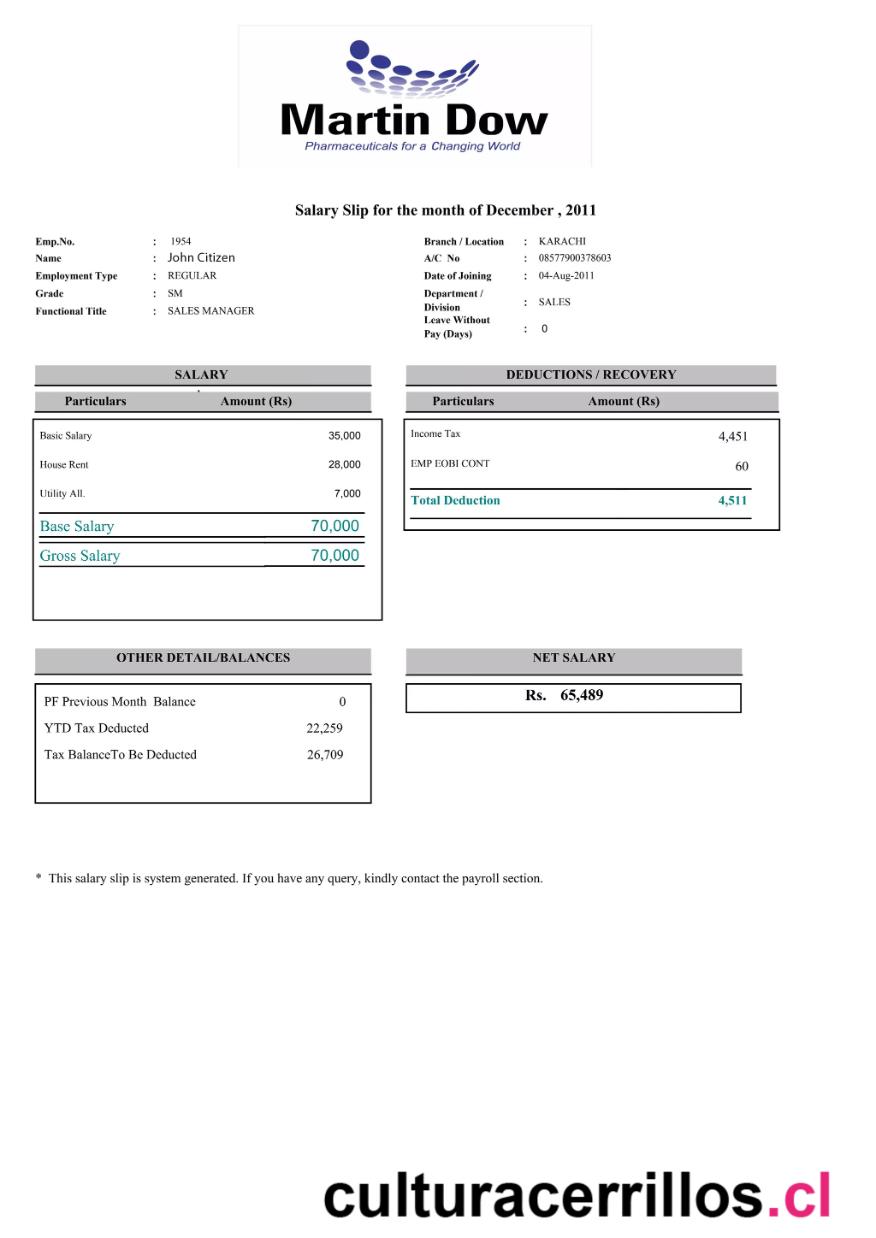 Martin Dow
Pharmaceuticals for a Changing World
Salary Slip for the month of December , 2011
Emp.No. : 1954
Name : John Citizen
Employment Type : REGULAR
Grade : SM
Functional Title : SALES MANAGER
Branch / Location : KARACHI
A/C No : 08577900378603
Date of Joining : 04-Aug-2011
Department /
Division : SALES
Leave Without
Pay (Days) : 0
SALARY
Particulars Amount (Rs)
Basic Salary 35,000
House Rent 28,000
Utility All. 7,000
Base Salary 70,000
Gross Salary 70,000
DEDUCTIONS / RECOVERY
Particulars Amount (Rs)
Income Tax 4,451
EMP EOBI CONT 60
Total Deduction 4,511
OTHER DETAIL/BALANCES
PF Previous Month Balance 0
YTD Tax Deducted 22,259
Tax BalanceTo Be Deducted 26,709
NET SALARY
Rs. 65,489
* This salary slip is system generated. If you have any query, kindly contact the payroll section.
culturacerrillos.cl